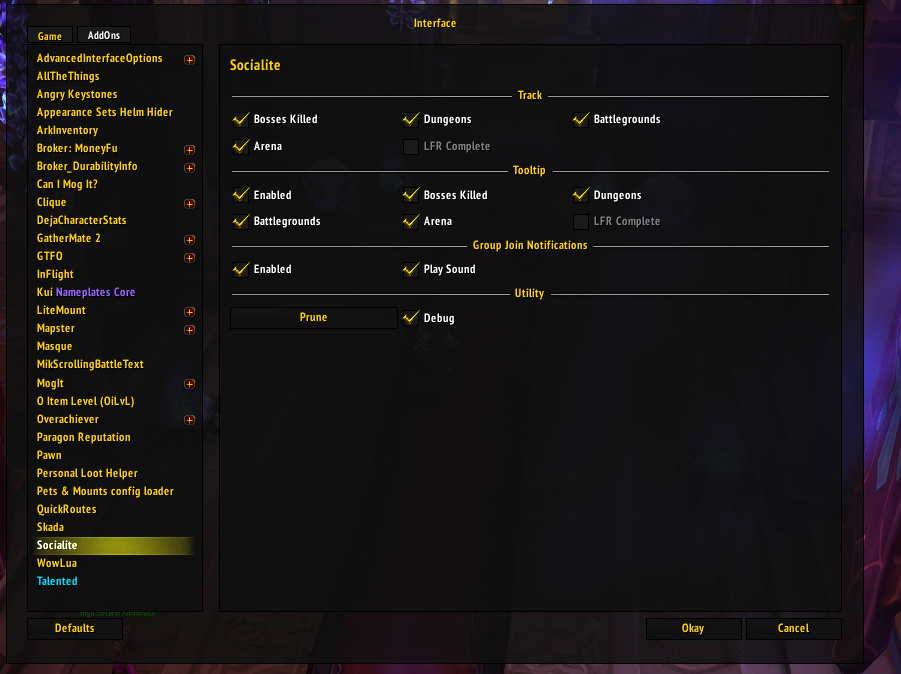 Interface
Game AddOns
AdvancedInterfaceOptions
AllTheThings
Angry Keystones
Appearance Sets Helm Hider
ArkInventory
Broker: MoneyFu
Broker_DurabilityInfo
Can I Mog It?
Clique
DejaCharacterStats
GatherMate 2
GTFO
InFlight
Kui Nameplates Core
LiteMount
Mapster
Masque
MikScrollingBattleText
MogIt
O Item Level (OiLvL)
Overachiever
Paragon Reputation
Pawn
Personal Loot Helper
Pets & Mounts config loader
QuickRoutes
Skada
Socialite
WowLua
Talented
Socialite
Track
Bosses Killed Dungeons Battlegrounds
Arena LFR Complete
Tooltip
Enabled Bosses Killed Dungeons
Battlegrounds Arena LFR Complete
Group Join Notifications
Enabled Play Sound
Utility
Prune Debug
Defaults Okay Cancel